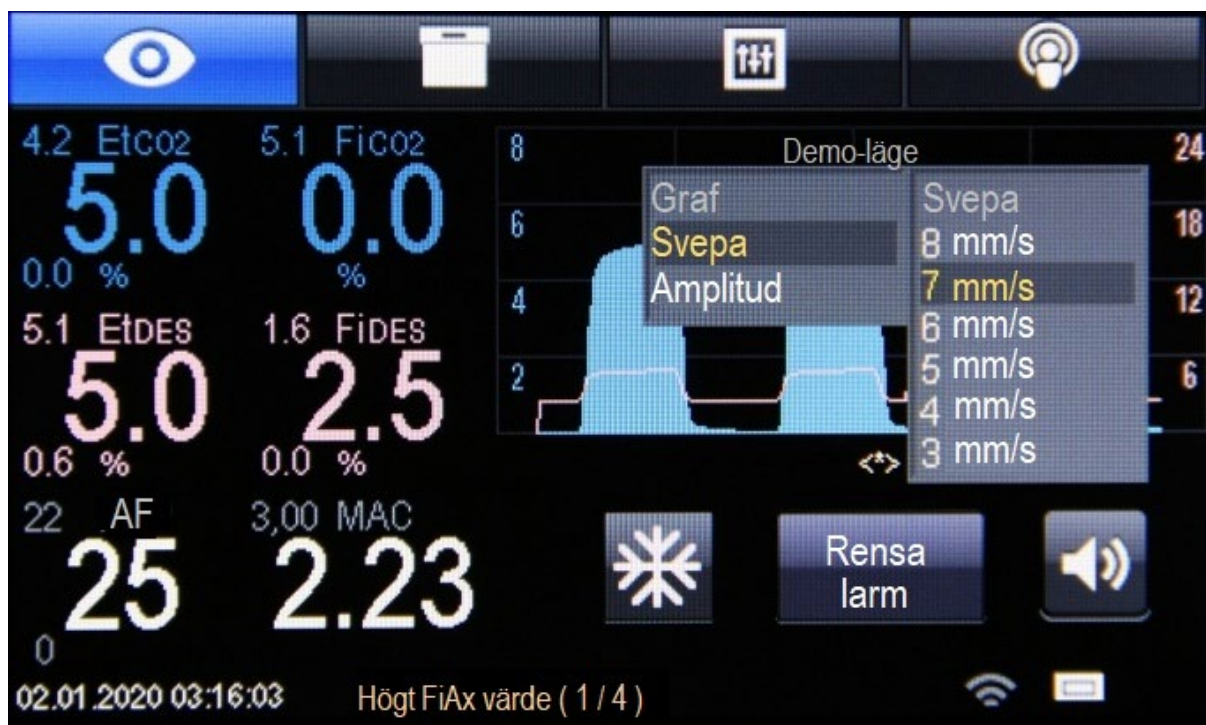 4.2 Etco2
5.0
0.0 %
5.1 Fico2
0.0
%
5.1 EtDES
5.0
0.6 %
1.6 FiDES
2.5
0.0 %
22 AF
25
0
3,00 MAC
2.23
Demo-läge
8
6
4
2
24
18
12
6
Graf
Svepa
Amplitud
Svepa
8 mm/s
7 mm/s
6 mm/s
5 mm/s
4 mm/s
3 mm/s
<*>
Rensa
larm
02.01.2020 03:16:03
Högt FiAx värde ( 1 / 4 )